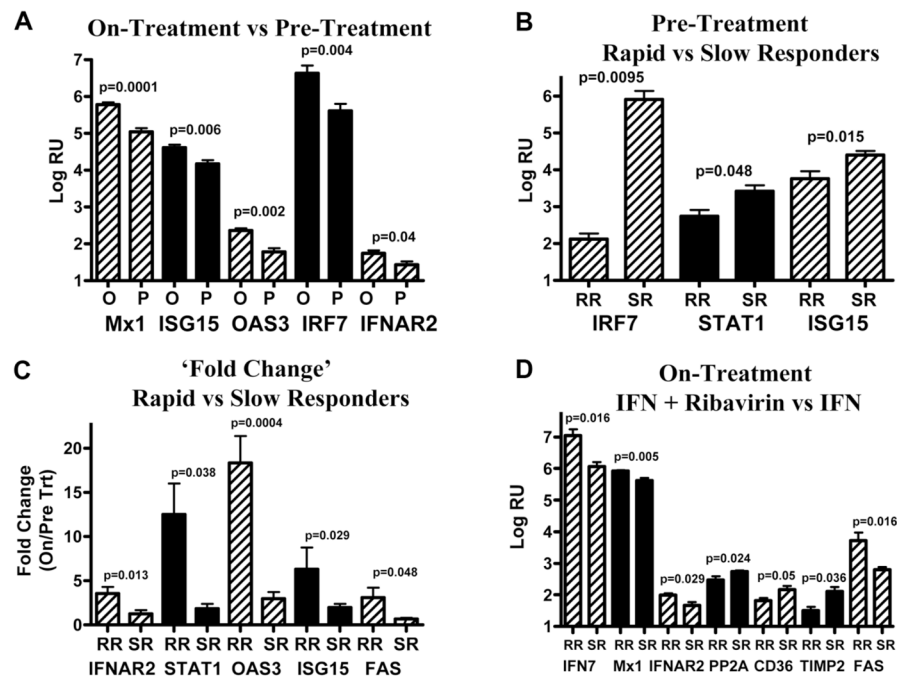 A
On-Treatment vs Pre-Treatment
Log RU
7
6
5
4
3
2
1
p=0.0001
p=0.006
p=0.002
p=0.004
p=0.04
O P O P O P O P O P
Mx1 ISG15 OAS3 IRF7 IFNAR2
B
Pre-Treatment
Rapid vs Slow Responders
Log RU
6
5
4
3
2
1
p=0.0095
p=0.048
p=0.015
RR SR RR SR RR SR
IRF7 STAT1 ISG15
C
‘Fold Change’
Rapid vs Slow Responders
Fold Change
(On/Pre Trt)
20
15
10
5
0
p=0.013
p=0.038
p=0.0004
p=0.029
p=0.048
RR SR RR SR RR SR RR SR RR SR
IFNAR2 STAT1 OAS3 ISG15 FAS
D
On-Treatment
IFN + Ribavirin vs IFN
Log RU
7
6
5
4
3
2
1
p=0.016
p=0.005
p=0.029
p=0.024
p=0.05
p=0.036
p=0.016
RR SR RR SR RR SR RR SR RR SR RR SR RR SR
IFN7 Mx1 IFNAR2 PP2A CD36 TIMP2 FAS